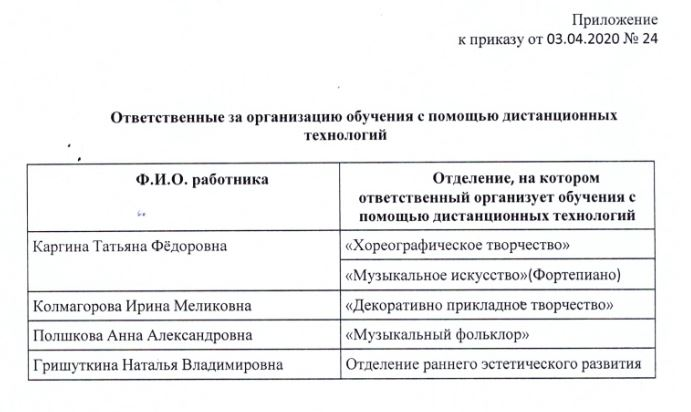 Приложение
к приказу от 03.04.2020 № 24
Ответственные за организацию обучения с помощью дистанционных
технологий
Ф.И.О. работника
Отделение, на котором
ответственный организует обучения с
помощью дистанционных технологий
Каргина Татьяна Фёдоровна
«Хореографическое творчество»
«Музыкальное искусство»(Фортепиано)
Колмагорова Ирина Меликовна
«Декоративно прикладное творчество»
Полшкова Анна Александровна
«Музыкальный фольклор»
Гришуткина Наталья Владимировна
Отделение раннего эстетического развития